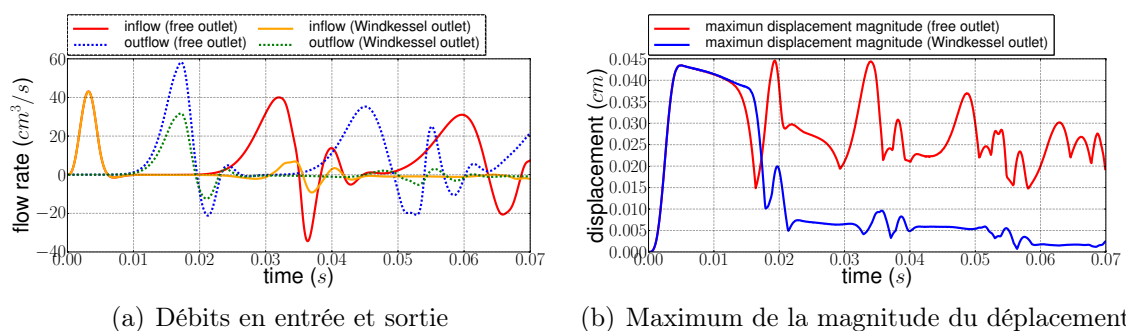 inflow (free outlet) inflow (Windkessel outlet)
outflow (free outlet) outflow (Windkessel outlet)
60
40
20
0
−20
−40
flow rate (cm³/s)
0.00 0.01 0.02 0.03 0.04 0.05 0.06 0.07
time (s)
(a) Débits en entrée et sortie
maximun displacement magnitude (free outlet)
maximun displacement magnitude (Windkessel outlet)
0.045
0.040
0.035
0.030
0.025
0.020
0.015
0.010
0.005
0.000
displacement (cm)
0.00 0.01 0.02 0.03 0.04 0.05 0.06 0.07
time (s)
(b) Maximum de la magnitude du déplacement